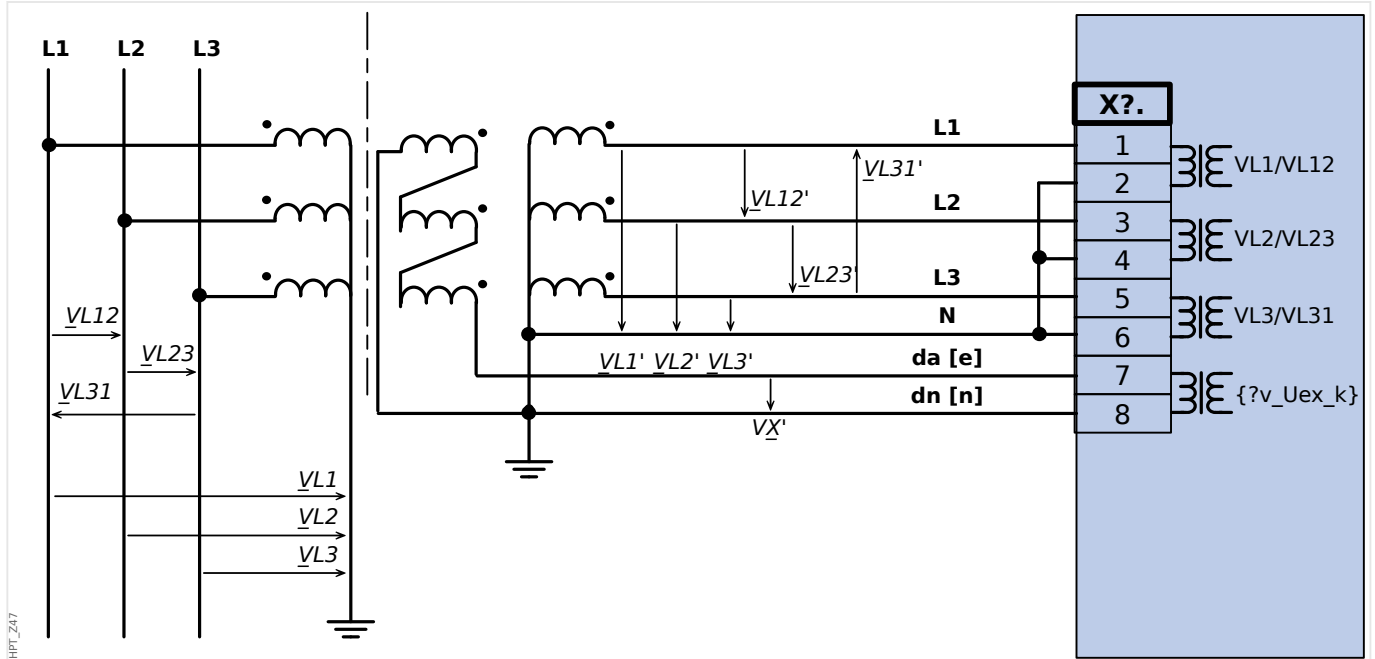 L1 L2 L3
X?.
L1
1
VL1/VL12
VL31'
2
VL12'
L2
3
VL2/VL23
4
VL23'
L3
5
VL3/VL31
VL12
N
6
VL23
VL1' VL2' VL3'
da [e]
7
VL31
dn [n]
8
{?v_Uex_k}
VX'
VL1
VL2
VL3
HPT_Z47